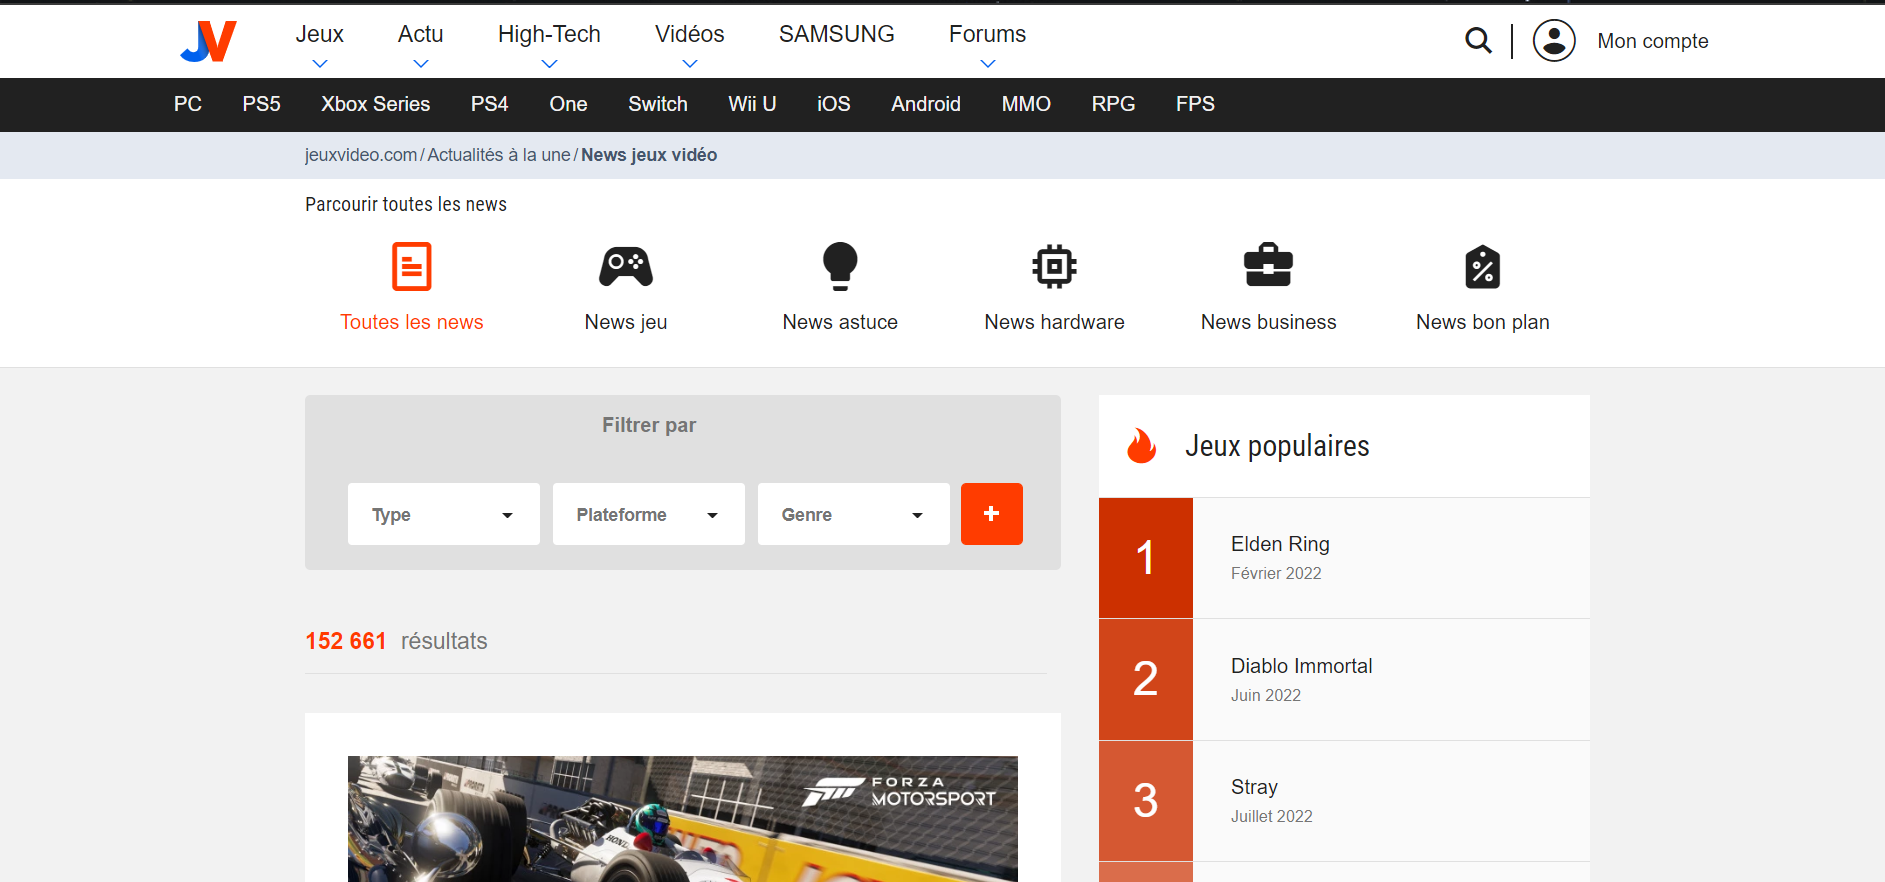 JV
Jeux Actu High-Tech Vidéos SAMSUNG Forums
Mon compte
PC PS5 Xbox Series PS4 One Switch Wii U iOS Android MMO RPG FPS
jeuxvideo.com/Actualités à la une/News jeux vidéo
Parcourir toutes les news
Toutes les news News jeu News astuce News hardware News business News bon plan
Filtrer par
Type Plateforme Genre +
152 661 résultats
FORZA
MOTORSPORT
HONDA
Jeux populaires
1
Elden Ring
Février 2022
2
Diablo Immortal
Juin 2022
3
Stray
Juillet 2022